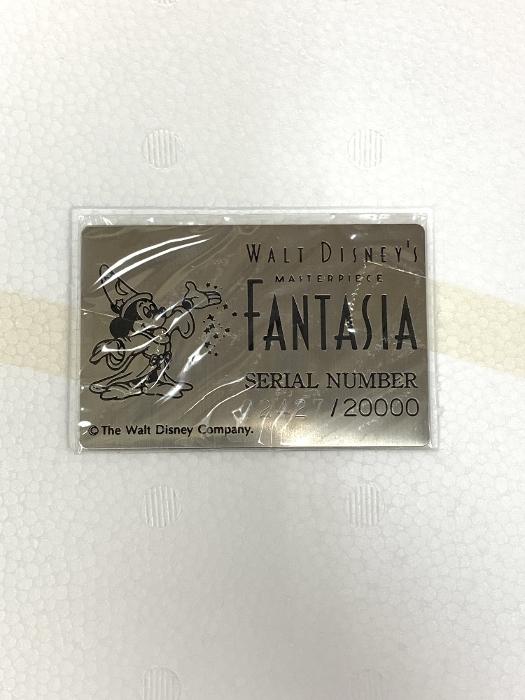 WALT DISNEY'S
MASTERPIECE
FANTASIA
SERIAL NUMBER
/20000
© The Walt Disney Company.